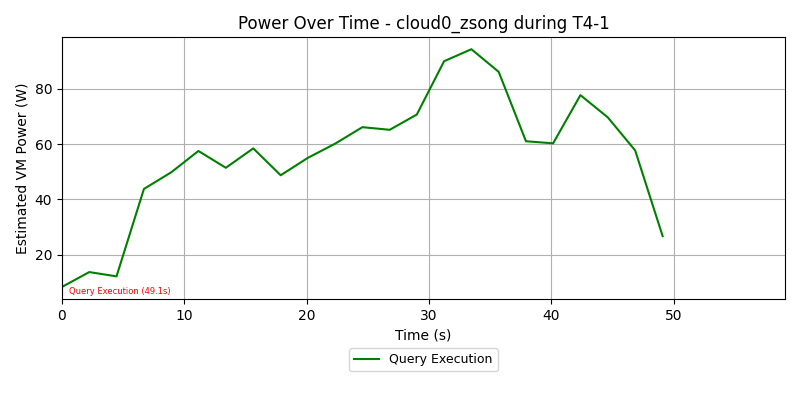 Power Over Time - cloud0_zsong during T4-1
Estimated VM Power (W)
80
60
40
20
Query Execution (49.1s)
0 10 20 30 40 50
Time (s)
Query Execution